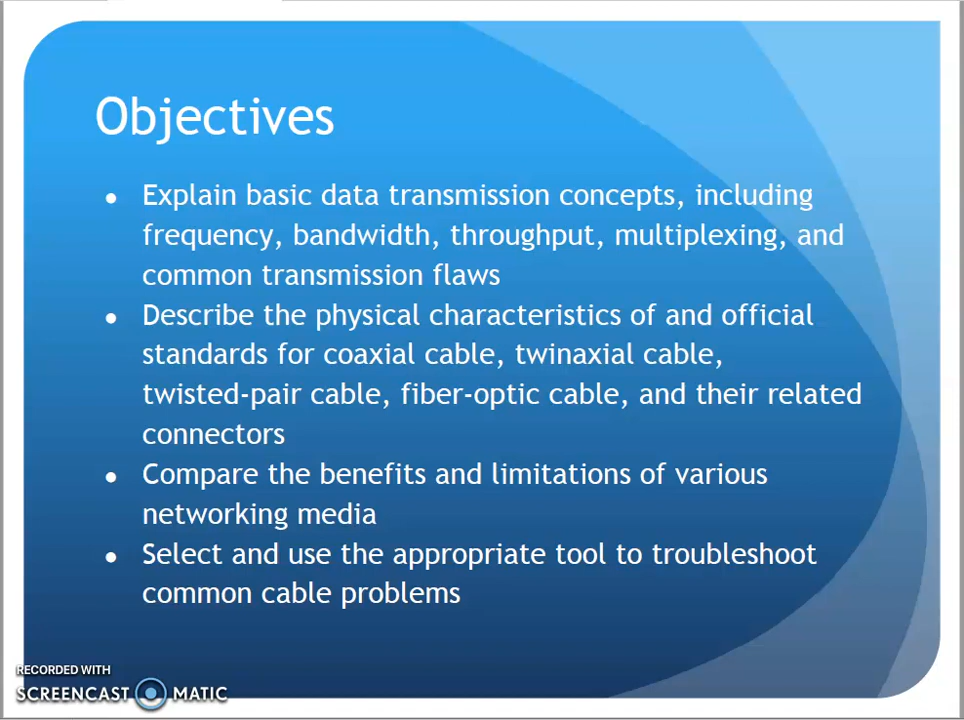 Objectives
• Explain basic data transmission concepts, including
frequency, bandwidth, throughput, multiplexing, and
common transmission flaws
• Describe the physical characteristics of and official
standards for coaxial cable, twinaxial cable,
twisted-pair cable, fiber-optic cable, and their related
connectors
• Compare the benefits and limitations of various
networking media
• Select and use the appropriate tool to troubleshoot
common cable problems
RECORDED WITH
SCREENCAST MATIC